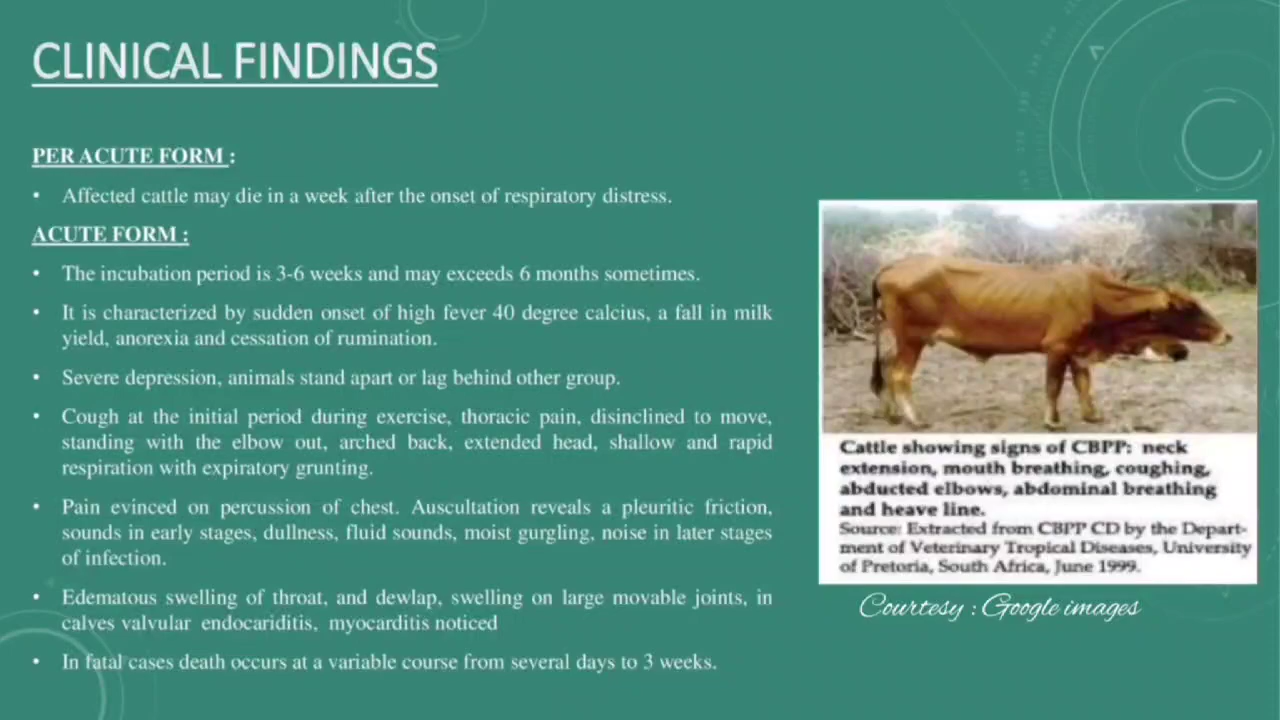 CLINICAL FINDINGS
PER ACUTE FORM :
• Affected cattle may die in a week after the onset of respiratory distress.
ACUTE FORM :
• The incubation period is 3-6 weeks and may exceeds 6 months sometimes.
• It is characterized by sudden onset of high fever 40 degree calcius, a fall in milk
yield, anorexia and cessation of rumination.
• Severe depression, animals stand apart or lag behind other group.
• Cough at the initial period during exercise, thoracic pain, disinclined to move,
standing with the elbow out, arched back, extended head, shallow and rapid
respiration with expiratory grunting.
• Pain evinced on percussion of chest. Auscultation reveals a pleuritic friction,
sounds in early stages, dullness, fluid sounds, moist gurgling, noise in later stages
of infection.
• Edematous swelling of throat, and dewlap, swelling on large movable joints, in
calves valvular endocariditis, myocarditis noticed
• In fatal cases death occurs at a variable course from several days to 3 weeks.
Cattle showing signs of CBPP: neck
extension, mouth breathing, coughing,
abducted elbows, abdominal breathing
and heave line.
Source: Extracted from CBPP CD by the Depart-
ment of Veterinary Tropical Diseases, University
of Pretoria, South Africa, June 1999.
Courtesy : Google images